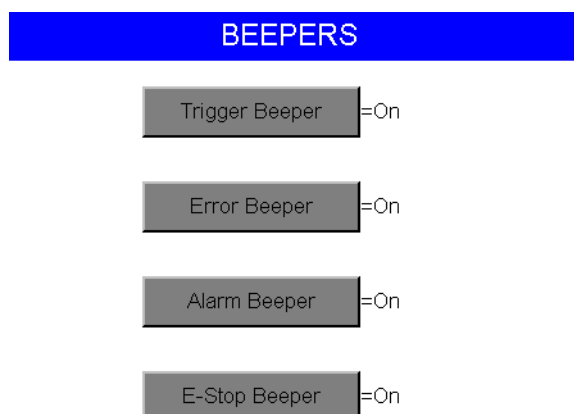 BEEPERS
Trigger Beeper =On
Error Beeper =On
Alarm Beeper =On
E-Stop Beeper =On